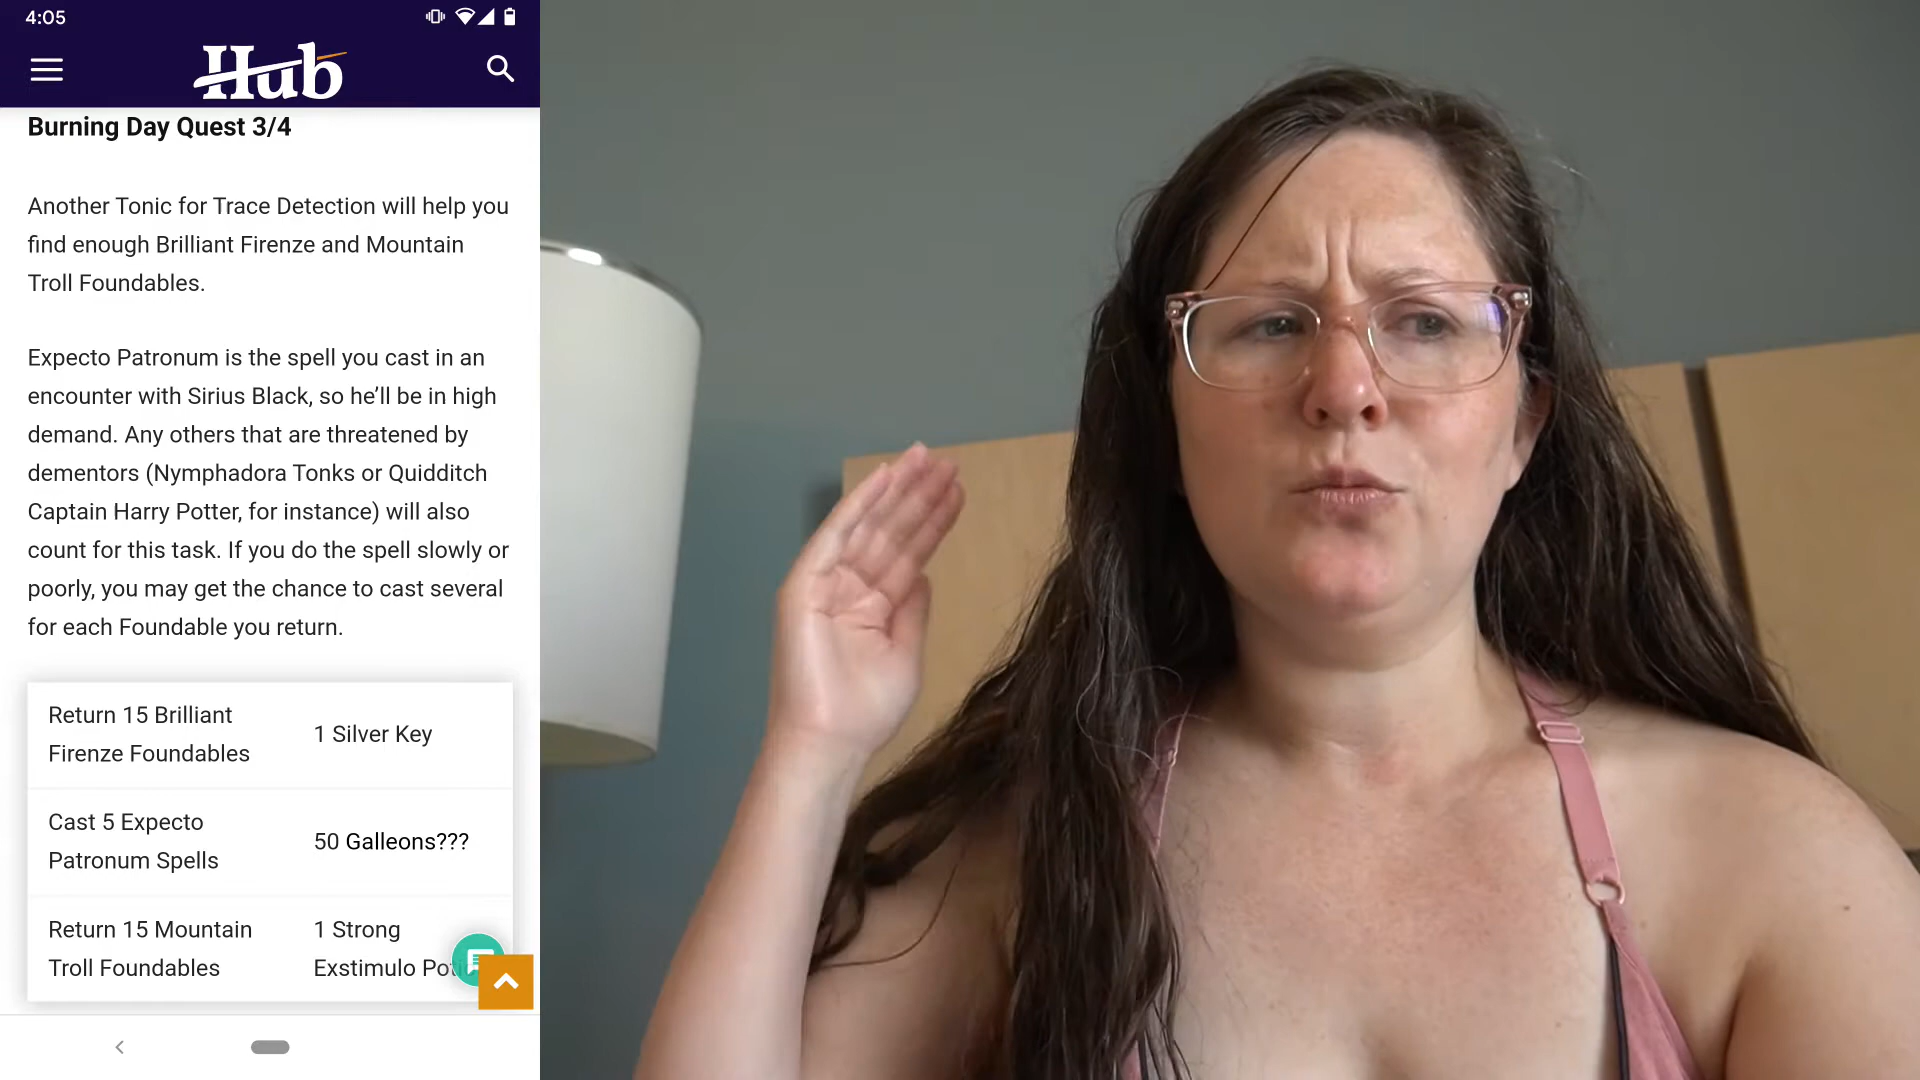 4:05
Hub
Burning Day Quest 3/4
Another Tonic for Trace Detection will help you
find enough Brilliant Firenze and Mountain
Troll Foundables.
Expecto Patronum is the spell you cast in an
encounter with Sirius Black, so he’ll be in high
demand. Any others that are threatened by
dementors (Nymphadora Tonks or Quidditch
Captain Harry Potter, for instance) will also
count for this task. If you do the spell slowly or
poorly, you may get the chance to cast several
for each Foundable you return.
Return 15 Brilliant
Firenze Foundables
1 Silver Key
Cast 5 Expecto
Patronum Spells
50 Galleons???
Return 15 Mountain
Troll Foundables
1 Strong
Exstimulo